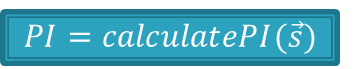 PI = calculatePI(s⃗)